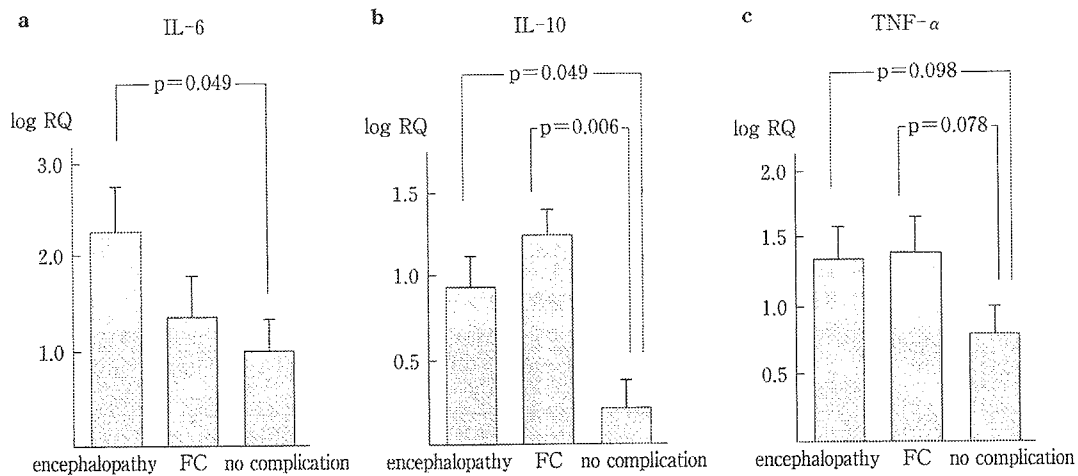 a
IL-6
p=0.049
log RQ
3.0
2.0
1.0
encephalopathy FC no complication
b
IL-10
p=0.049
log RQ
p=0.006
1.5
1.0
0.5
encephalopathy FC no complication
c
TNF-α
p=0.098
log RQ
p=0.078
2.0
1.5
1.0
0.5
encephalopathy FC no complication